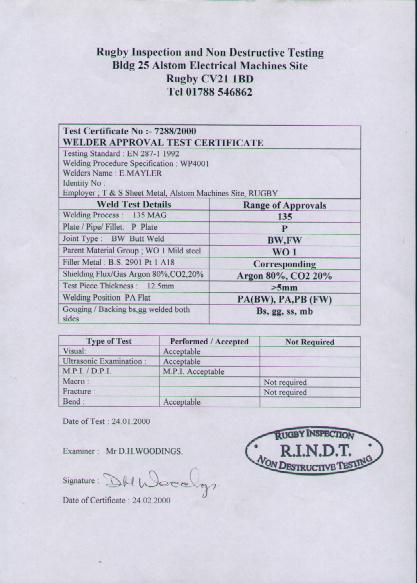 Rugby Inspection and Non Destructive Testing
Bldg 25 Alstom Electrical Machines Site
Rugby CV21 1BD
Tel 01788 546862
Test Certificate No :- 7288/2000
WELDER APPROVAL TEST CERTIFICATE
Testing Standard : EN 287-1 1992
Welding Procedure Specification : WP4001
Welders Name : E.MAYLER
Identity No :
Employer ; T & S Sheet Metal, Alstom Machines Site, RUGBY
Weld Test Details Range of Approvals
Welding Process : 135 MAG 135
Plate / Pipe/ Fillet. P Plate P
Joint Type : BW Butt Weld BW,FW
Parent Material Group ; WO 1 Mild steel WO 1
Filler Metal : B.S. 2901 Pt 1 A18 Corresponding
Shielding Flux/Gas Argon 80%,CO2,20% Argon 80%, CO2 20%
Test Piece Thickness : 12.5mm >5mm
Welding Position PA Flat PA(BW), PA,PB (FW)
Gouging / Backing bs,gg welded both Bs, gg, ss, mb
sides
Type of Test Performed / Accepted Not Required
Visual: Acceptable
Ultrasonic Examination : Acceptable
M.P.I. / D.P.I. M.P.I. Acceptable
Macro : Not required
Fracture : Not required
Bend : Acceptable
Date of Test : 24.01.2000
Examiner : Mr D.H.WOODINGS.
Signature :
Date of Certificate : 24 02 2000
RUGBY INSPECTION
R.I.N.D.T.
NON DESTRUCTIVE TESTING